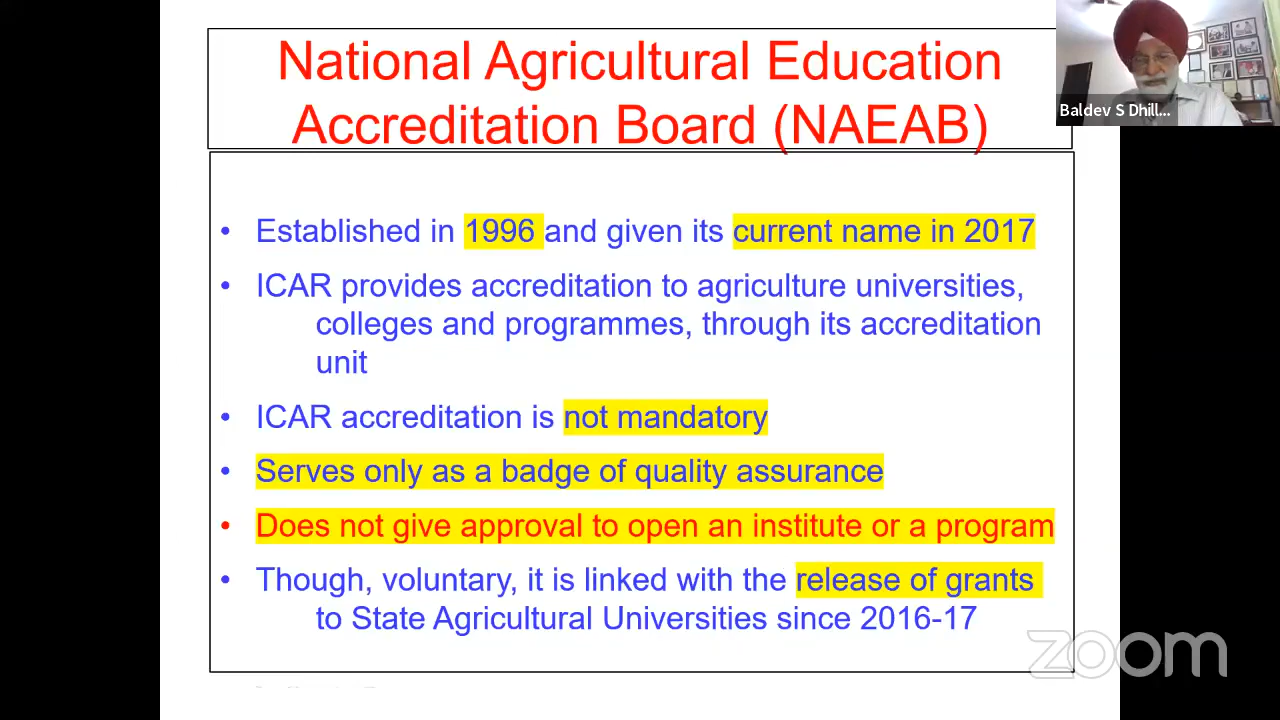 National Agricultural Education
Accreditation Board (NAEAB)
Baldev S Dhill...
• Established in 1996 and given its current name in 2017
• ICAR provides accreditation to agriculture universities,
colleges and programmes, through its accreditation
unit
• ICAR accreditation is not mandatory
• Serves only as a badge of quality assurance
• Does not give approval to open an institute or a program
• Though, voluntary, it is linked with the release of grants
to State Agricultural Universities since 2016-17
zoom